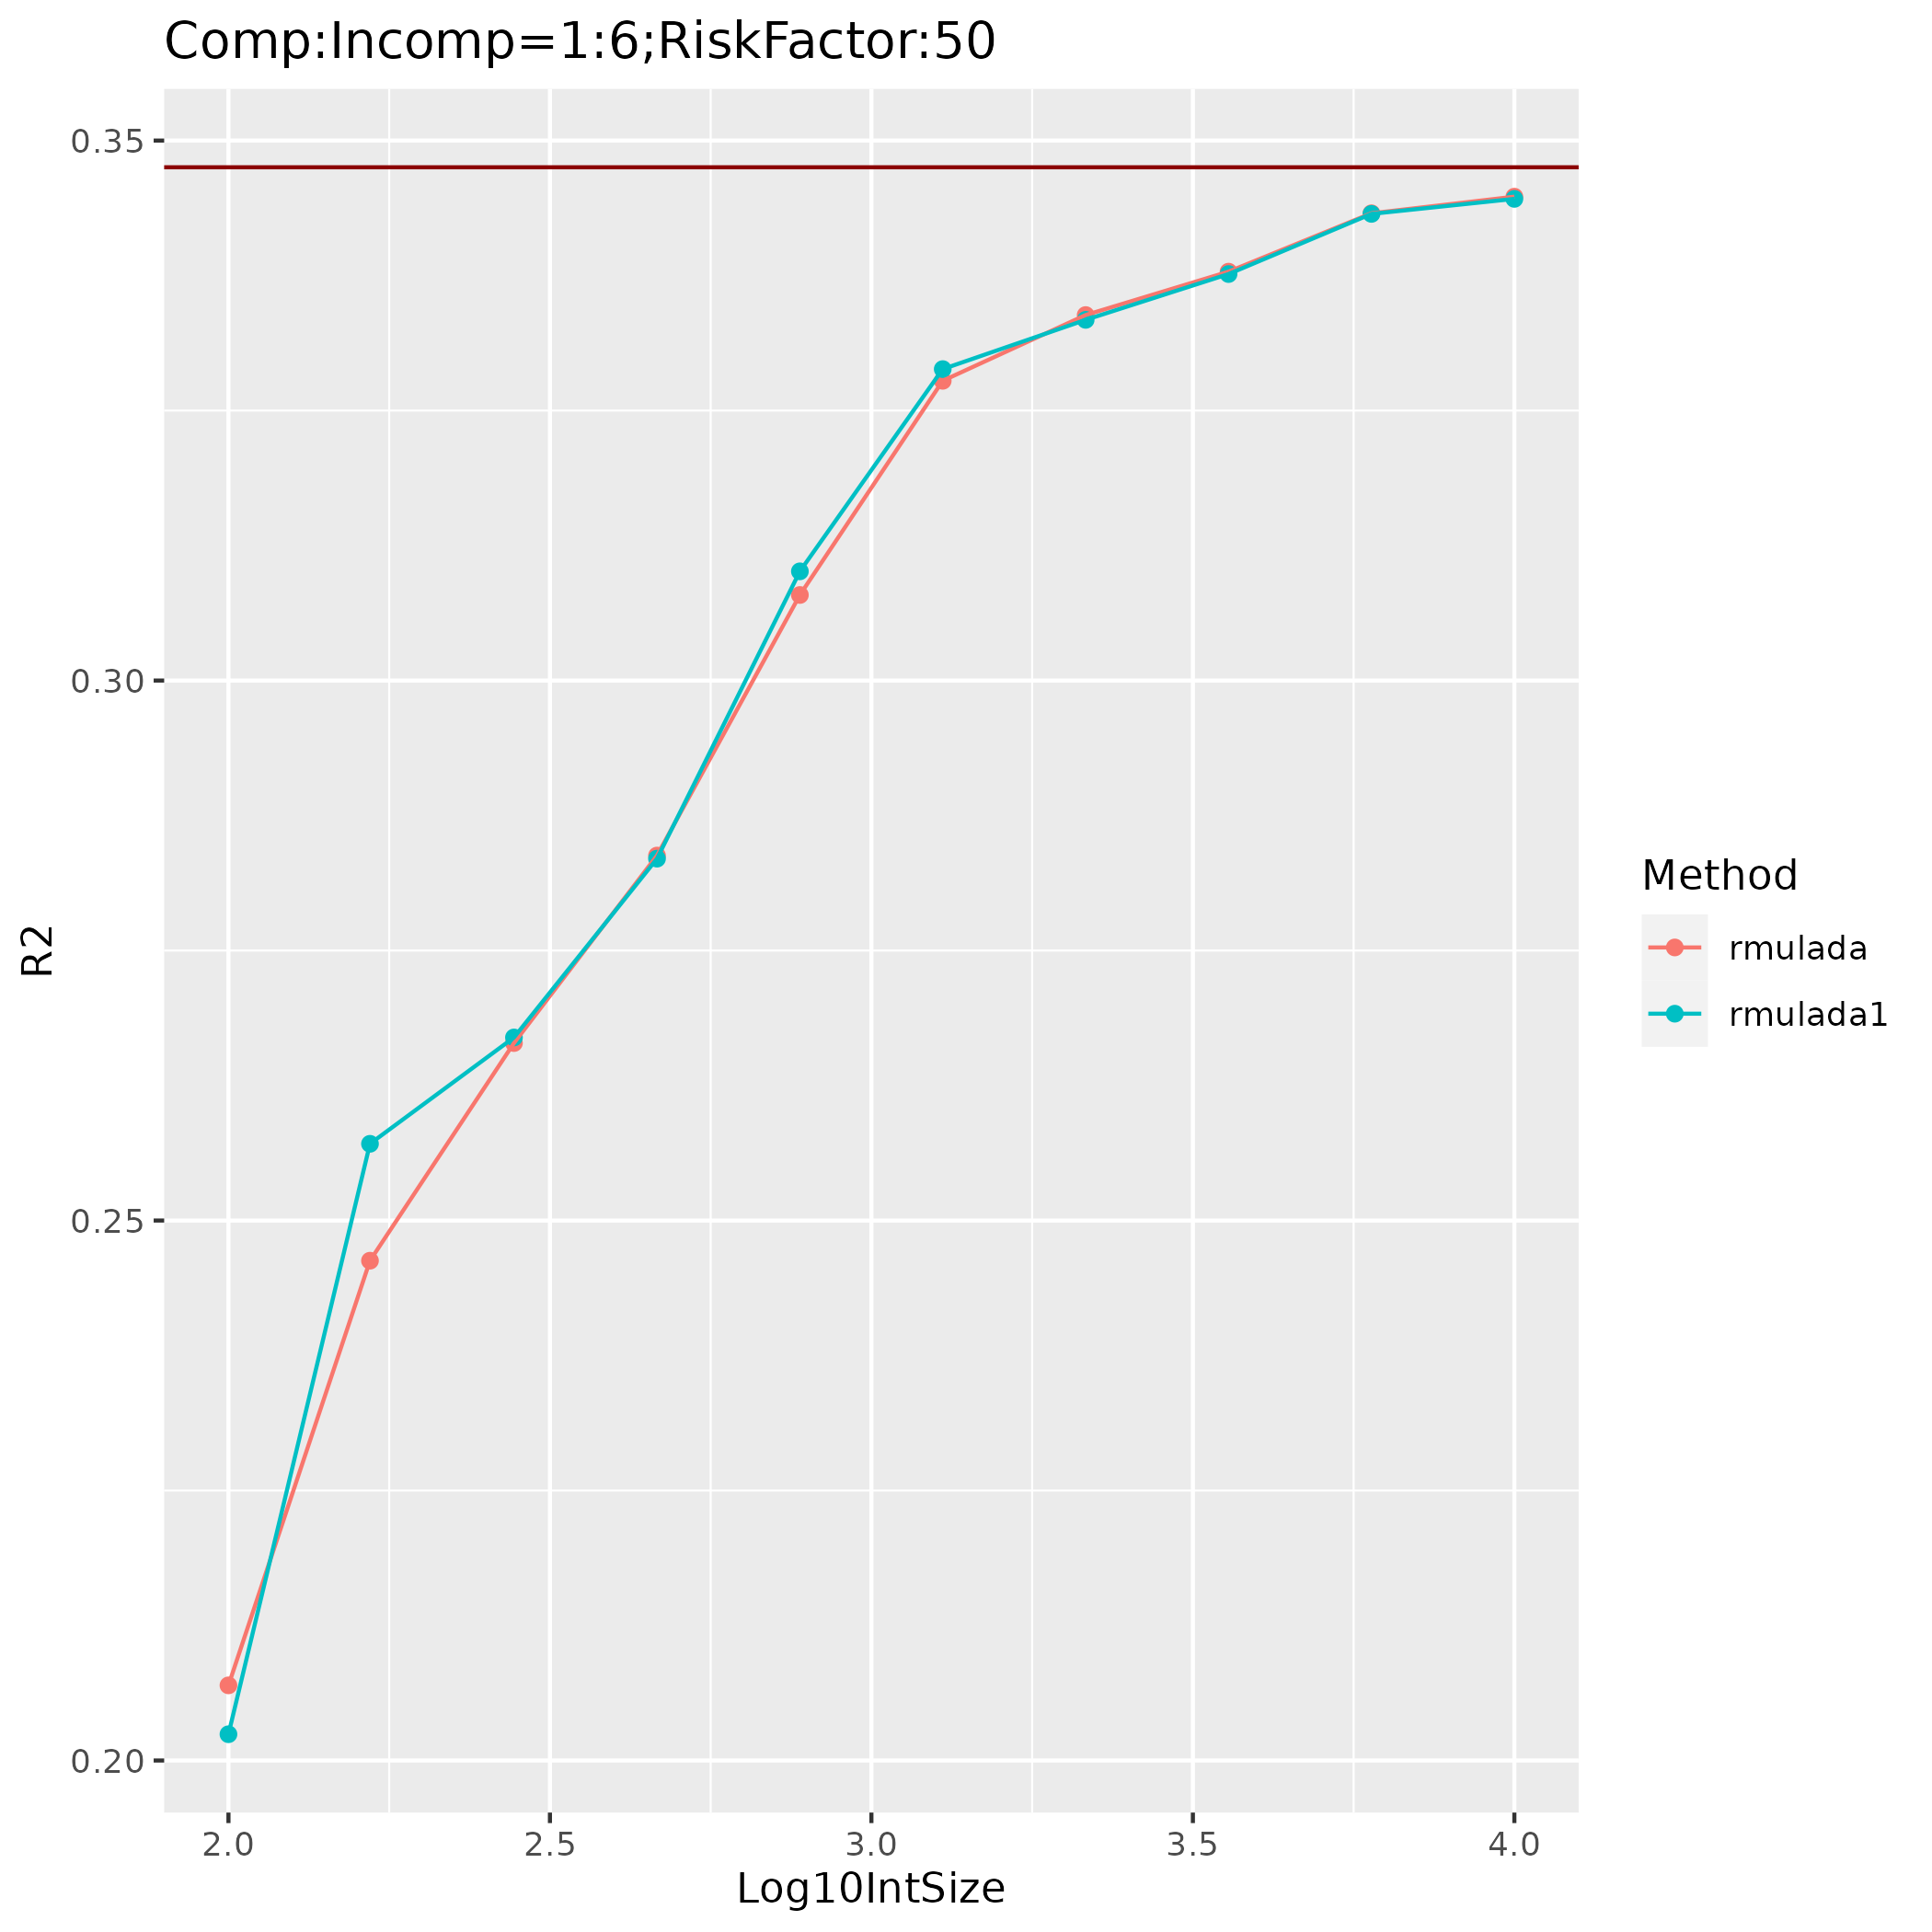 Comp:Incomp=1:6;RiskFactor:50
0.35
0.30
0.25
0.20
R2
2.0 2.5 3.0 3.5 4.0
Log10IntSize
Method
rmulada
rmulada1